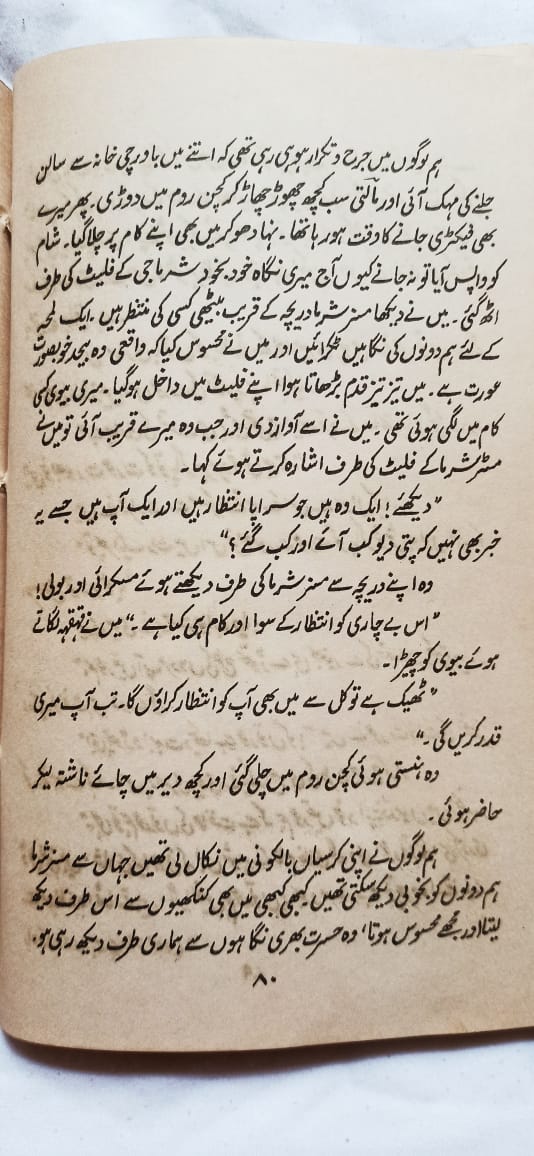 ہم لوگوں میں جرح و تکرار ہو ہی رہی تھی کہ اتنے میں باورچی خانہ سے سالن
جلنے کی مہک آئی اور مالتی سب کچھ چھوڑ چھاڑ کر کچن روم میں دوڑی۔ پھر میرے
بھی فیکٹری جانے کا وقت ہو رہا تھا۔ نہا دھو کر میں بھی اپنے کام پر چلا گیا۔ شام
کو واپس آیا تو نہ جانے کیوں آج میری نگاہ خود بخود شرما جی کے فلیٹ کی طرف
اٹھ گئی۔ میں نے دیکھا مسز شرما دریچہ کے قریب بیٹھی کسی کی منتظر ہیں۔ ایک لمحہ
کے لئے ہم دونوں کی نگاہیں ٹکرائیں اور میں نے محسوس کیا کہ واقعی وہ بیحد خوبصورت
عورت ہے۔ میں تیز تیز قدم بڑھاتا ہوا اپنے فلیٹ میں داخل ہو گیا۔ میری بیوی کسی
کام میں لگی ہوئی تھی۔ میں نے اسے آواز دی اور جب وہ میرے قریب آئی تو میں نے
مسٹر شرما کے فلیٹ کی طرف اشارہ کرتے ہوئے کہا۔
"دیکھئے! ایک وہ ہیں جو سراپا انتظار ہیں اور ایک آپ ہیں جسے یہ
خبر بھی نہیں کہ پتی دیو کب آئے اور کب گئے؟"
وہ اپنے دریچہ سے مسز شرما کی طرف دیکھتے ہوئے مسکرائی اور بولی!
"اس بے چاری کو انتظار کے سوا اور کام ہی کیا ہے۔" میں نے قہقہہ لگاتے
ہوئے بیوی کو چھیڑا۔
"ٹھیک ہے تو کل سے میں بھی آپ کو انتظار کراؤں گا۔ تب آپ میری
قدر کریں گی۔"
وہ ہنستی ہوئی کچن روم میں چلی گئی اور کچھ دیر میں چائے ناشتہ لیکر
حاضر ہوئی۔
ہم لوگوں نے اپنی کرسیاں بالکونی میں نکال لی تھیں جہاں سے مسز شرما
ہم دونوں کو بخوبی دیکھ سکتی تھیں کبھی کبھی میں بھی کنکھیوں سے اس طرف دیکھ
لیتا اور مجھے محسوس ہوتا، وہ حسرت بھری نگاہوں سے ہماری طرف دیکھ رہی ہو۔
۸۰